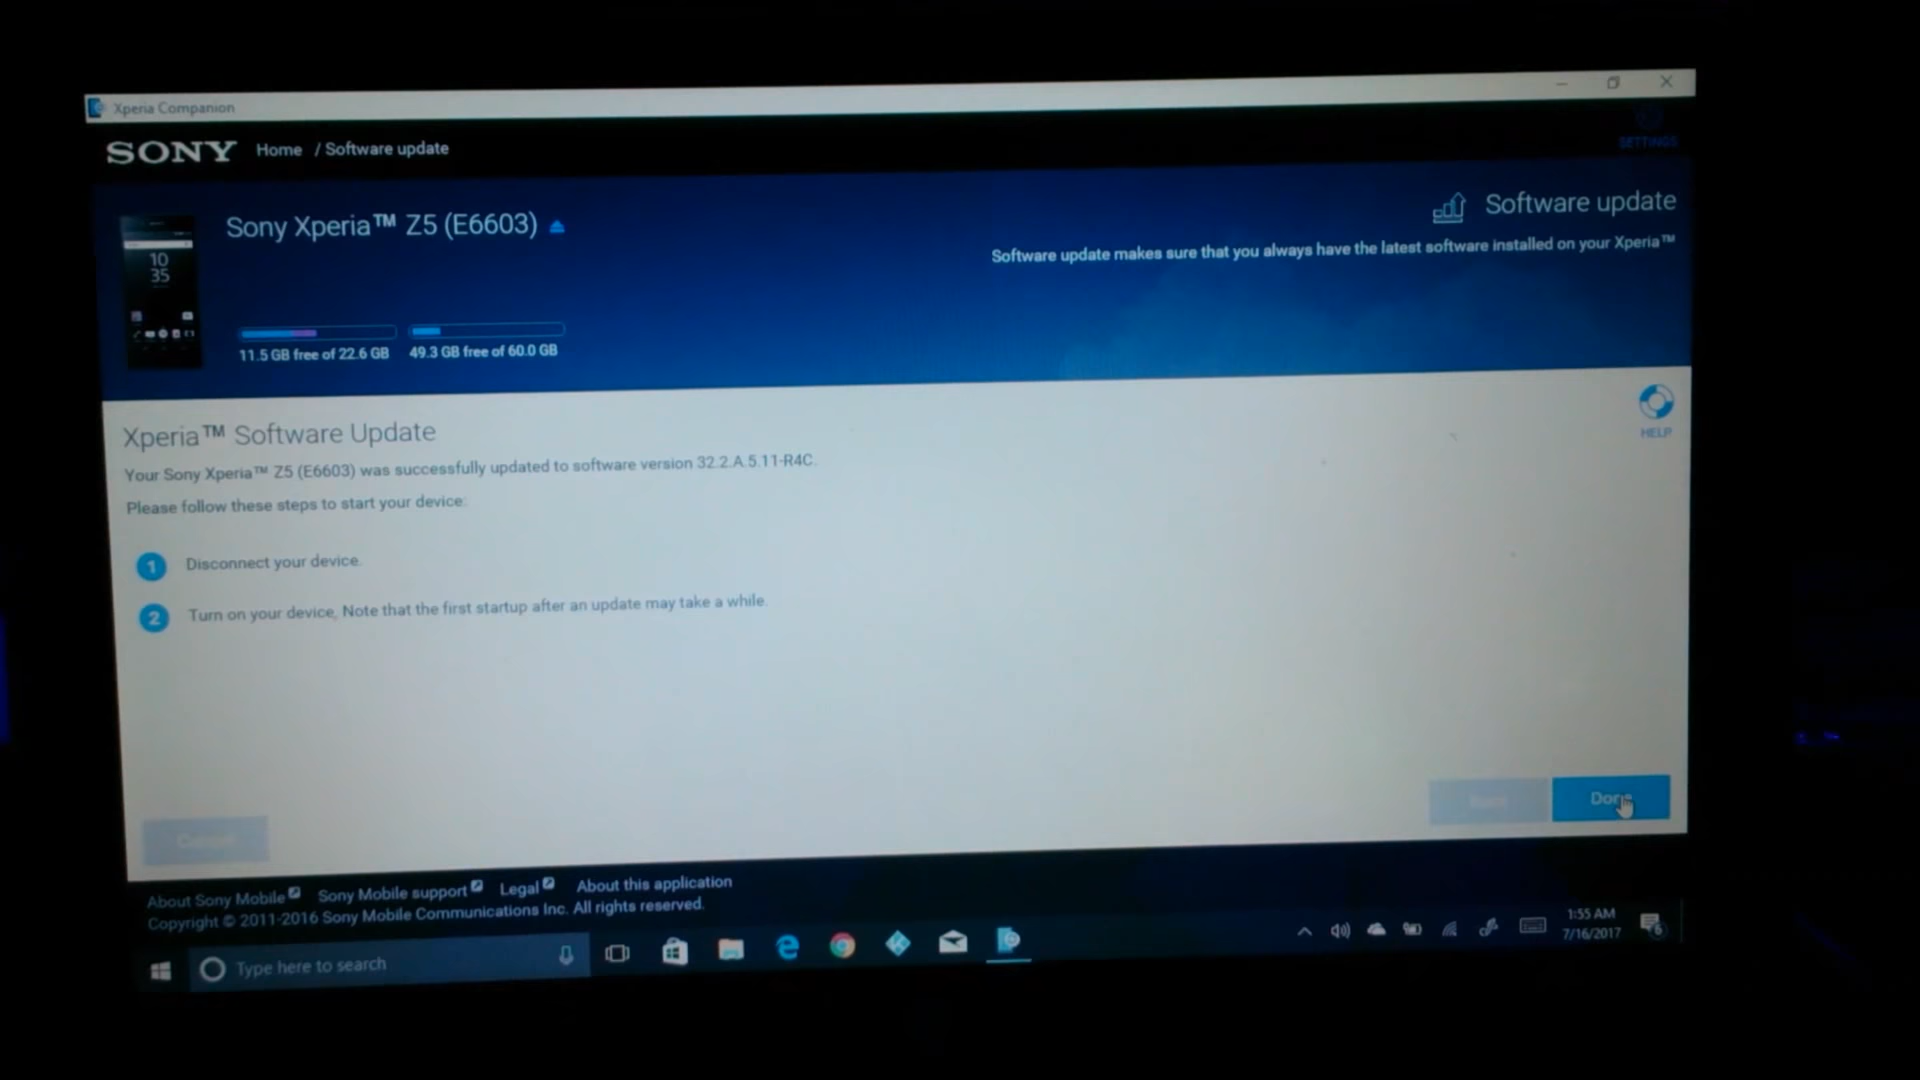 Xperia Companion
SONY Home / Software update
SETTINGS
Sony Xperia™ Z5 (E6603)
Software update
Software update makes sure that you always have the latest software installed on your Xperia™
10
35
11.5 GB free of 22.6 GB 49.3 GB free of 60.0 GB
HELP
Xperia™ Software Update
Your Sony Xperia™ Z5 (E6603) was successfully updated to software version 32.2.A.5.11-R4C.
Please follow these steps to start your device:
1 Disconnect your device.
2 Turn on your device, Note that the first startup after an update may take a while.
Cancel
About Sony Mobile Sony Mobile support Legal About this application
Copyright © 2011-2016 Sony Mobile Communications Inc. All rights reserved.
Type here to search
1:55 AM
7/16/2017
6